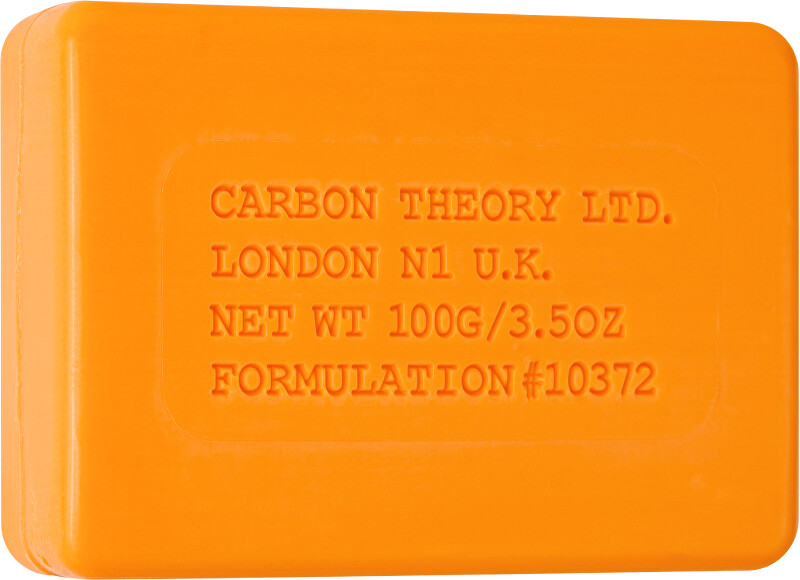 CARBON THEORY LTD.
LONDON N1 U.K.
NET WT 100G/3.5OZ
FORMULATION #10372